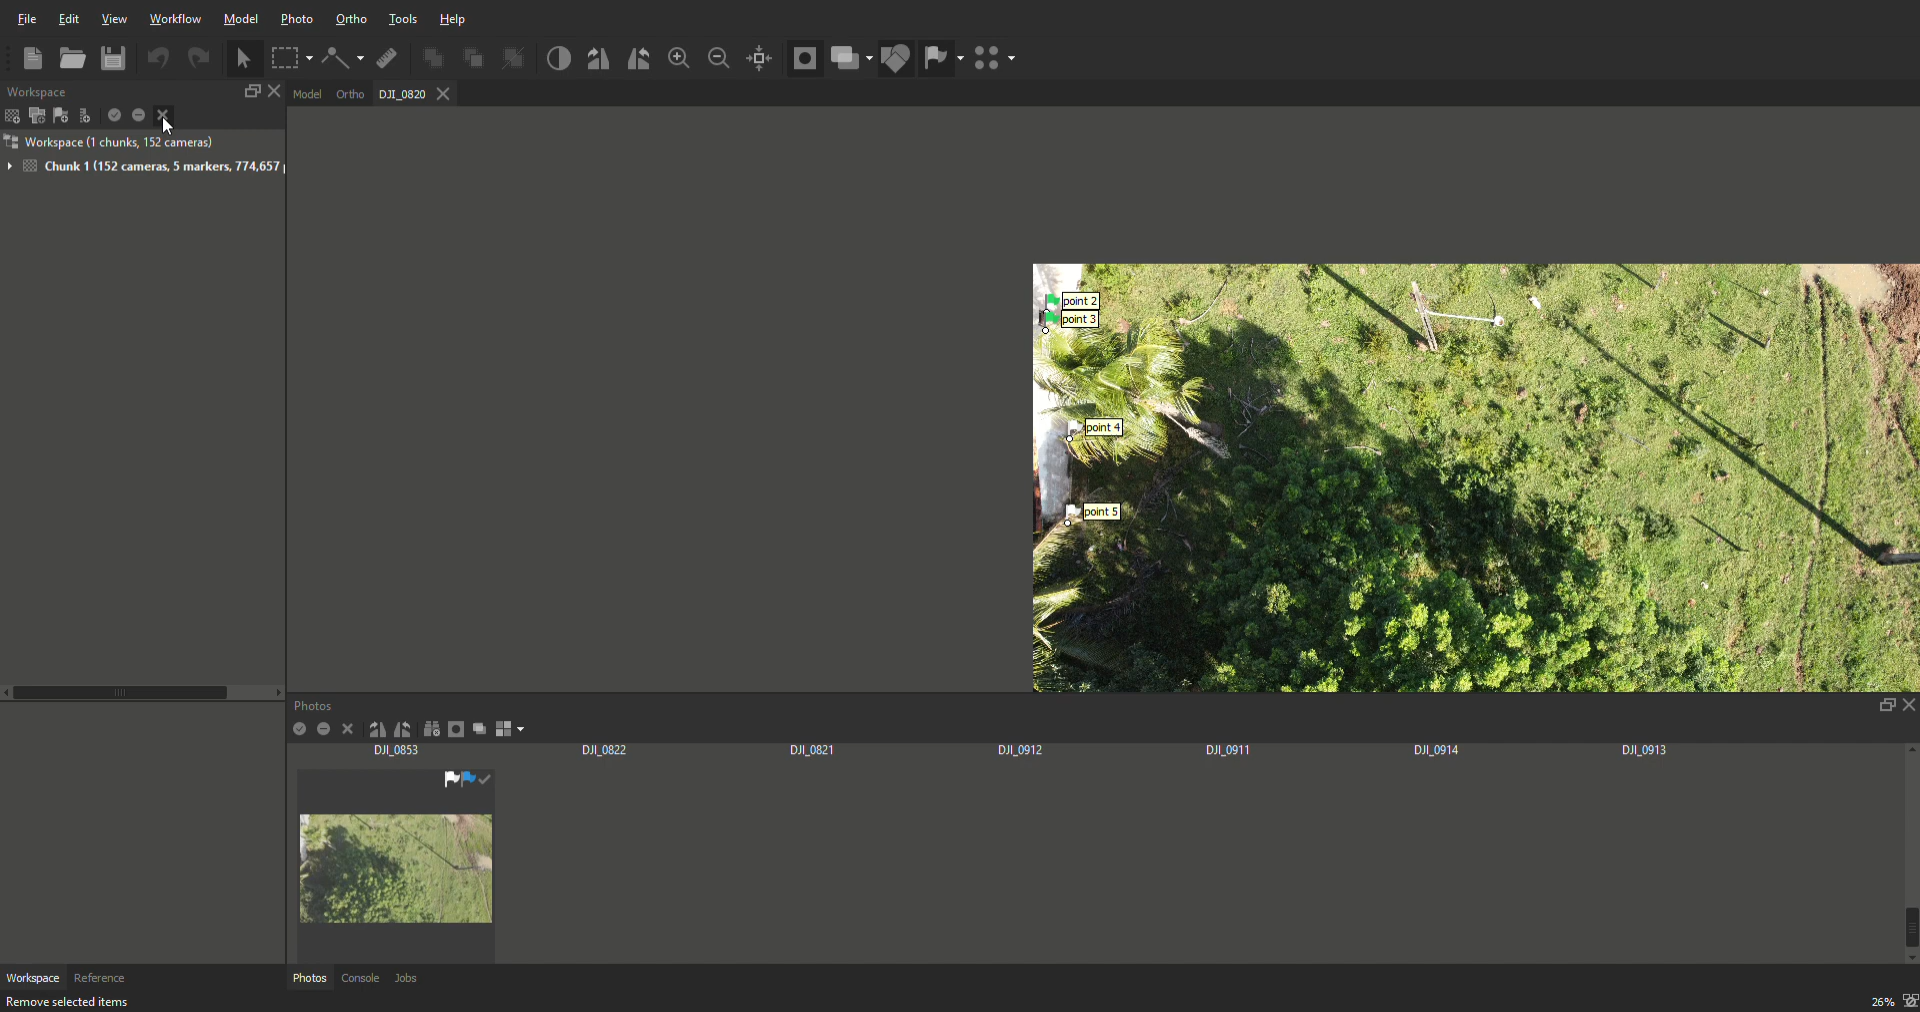 File Edit View Workflow Model Photo Ortho Tools Help
Workspace
Model Ortho DJI_0820
Workspace (1 chunks, 152 cameras)
Chunk 1 (152 cameras, 5 markers, 774,657
point 2
point 3
point 4
point 5
Photos
DJI_0853 DJI_0822 DJI_0821 DJI_0912 DJI_0911 DJI_0914 DJI_0913
Workspace Reference
Photos Console Jobs
Remove selected items
26%